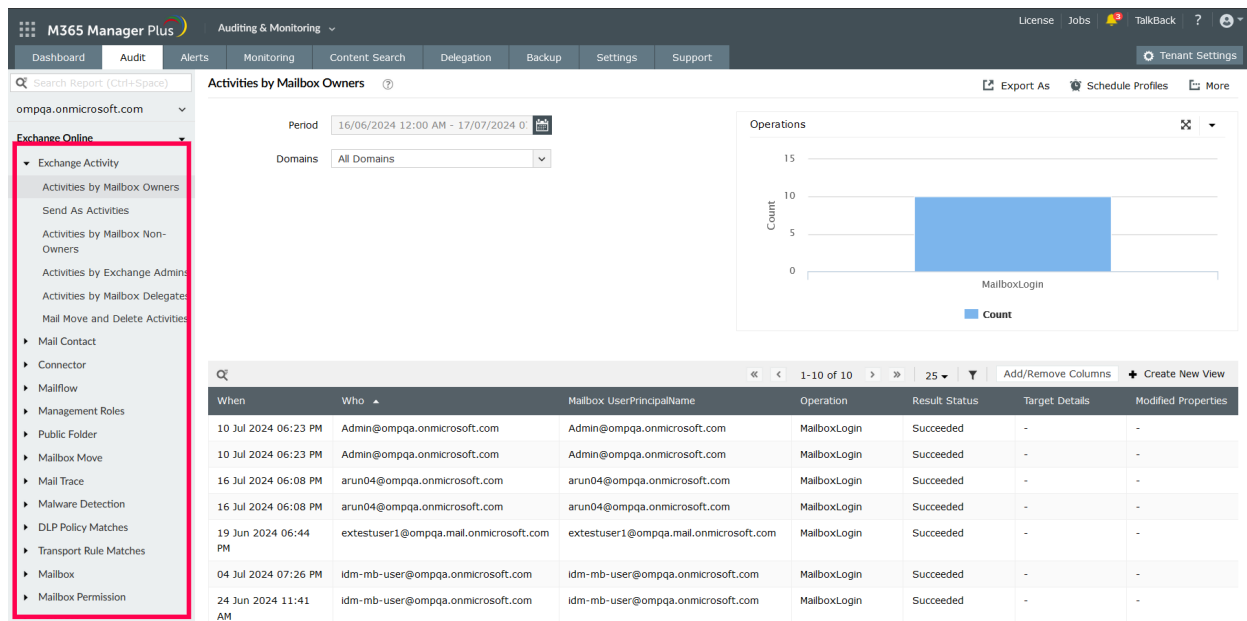 M365 Manager Plus
Auditing & Monitoring
License Jobs 3 TalkBack ?
Dashboard Audit Alerts Monitoring Content Search Delegation Backup Settings Support Tenant Settings
Search Report (Ctrl+Space)
ompqa.onmicrosoft.com
Exchange Online
Exchange Activity
Activities by Mailbox Owners
Send As Activities
Activities by Mailbox Non-
Owners
Activities by Exchange Admins
Activities by Mailbox Delegates
Mail Move and Delete Activities
Mail Contact
Connector
Mailflow
Management Roles
Public Folder
Mailbox Move
Mail Trace
Malware Detection
DLP Policy Matches
Transport Rule Matches
Mailbox
Mailbox Permission
Activities by Mailbox Owners ?
Export As Schedule Profiles More
Period 16/06/2024 12:00 AM - 17/07/2024 0
Domains All Domains
Operations
15
10
5
0
Count
MailboxLogin
Count
1-10 of 10 25 Add/Remove Columns Create New View
When Who Mailbox UserPrincipalName Operation Result Status Target Details Modified Properties
10 Jul 2024 06:23 PM Admin@ompqa.onmicrosoft.com Admin@ompqa.onmicrosoft.com MailboxLogin Succeeded - -
10 Jul 2024 06:23 PM Admin@ompqa.onmicrosoft.com Admin@ompqa.onmicrosoft.com MailboxLogin Succeeded - -
16 Jul 2024 06:08 PM arun04@ompqa.onmicrosoft.com arun04@ompqa.onmicrosoft.com MailboxLogin Succeeded - -
16 Jul 2024 06:08 PM arun04@ompqa.onmicrosoft.com arun04@ompqa.onmicrosoft.com MailboxLogin Succeeded - -
19 Jun 2024 06:44 extestuser1@ompqa.mail.onmicrosoft.com extestuser1@ompqa.mail.onmicrosoft.com MailboxLogin Succeeded - -
PM
04 Jul 2024 07:26 PM idm-mb-user@ompqa.onmicrosoft.com idm-mb-user@ompqa.onmicrosoft.com MailboxLogin Succeeded - -
24 Jun 2024 11:41 idm-mb-user@ompqa.onmicrosoft.com idm-mb-user@ompqa.onmicrosoft.com MailboxLogin Succeeded - -
AM